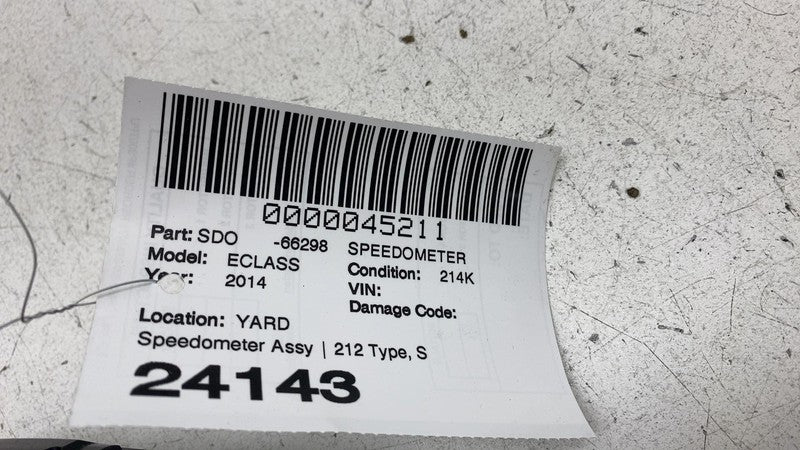 0000045211
Part: SDO -66298 SPEEDOMETER
Model: ECLASS Condition: 214K
Year: 2014 VIN:
Damage Code:
Location: YARD
Speedometer Assy | 212 Type, S
24143